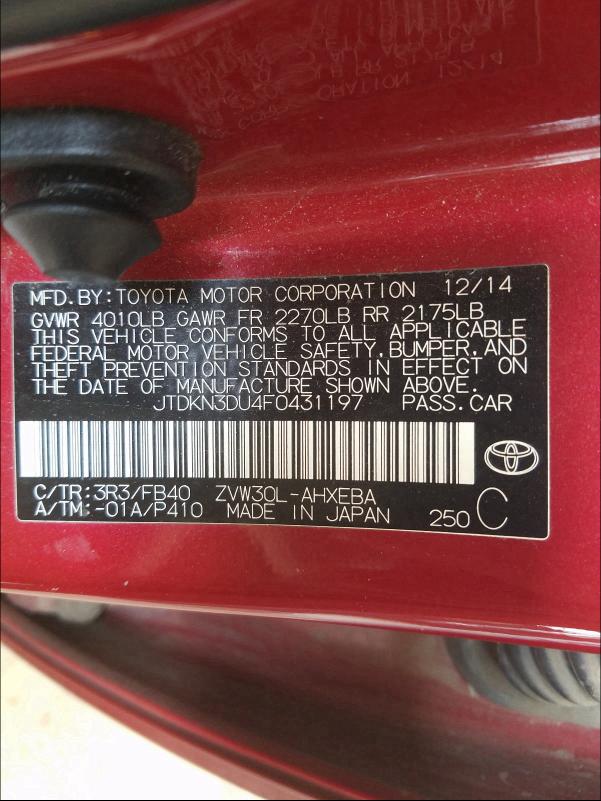 MFD.BY:TOYOTA MOTOR CORPORATION 12/14
GVWR 4010LB GAWR FR 2270LB RR 2175LB
THIS VEHICLE CONFORMS TO ALL APPLICABLE
FEDERAL MOTOR VEHICLE SAFETY,BUMPER,AND
THEFT PREVENTION STANDARDS IN EFFECT ON
THE DATE OF MANUFACTURE SHOWN ABOVE.
JTDKN3DU4F0431197 PASS.CAR
C/TR:3R3/FB40 ZVW30L-AHXEBA
A/TM:-01A/P410 MADE IN JAPAN 250 C